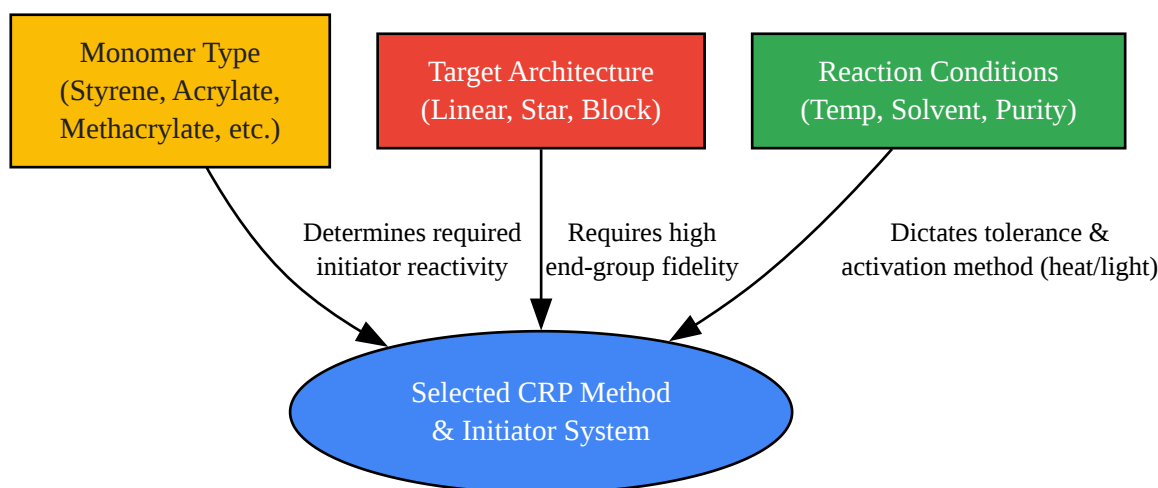 Monomer Type
(Styrene, Acrylate,
Methacrylate, etc.)
Target Architecture
(Linear, Star, Block)
Reaction Conditions
(Temp, Solvent, Purity)
Determines required
initiator reactivity
Requires high
end-group fidelity
Dictates tolerance &
activation method (heat/light)
Selected CRP Method
& Initiator System